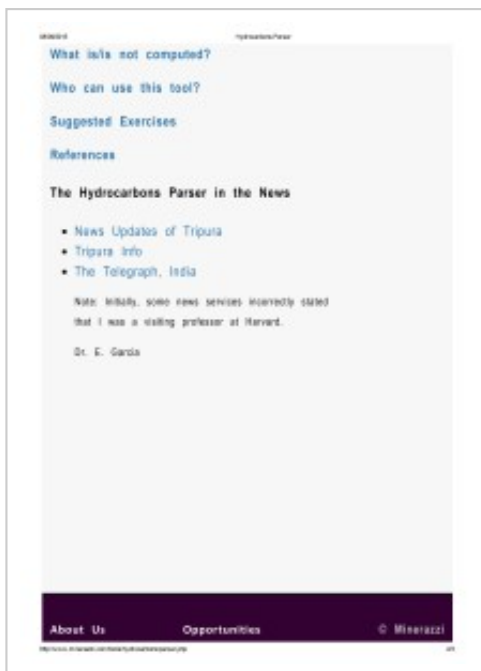 Hydrocarbons Parser
What is/is not computed?
Who can use this tool?
Suggested Exercises
References
The Hydrocarbons Parser in the News
• News Updates of Tripura
• Tripura Info
• The Telegraph, India
Note: Initially, some news services incorrectly stated
that I was a visiting professor at Harvard.
Dr. E. Garcia
About Us Opportunities © Minerazzi